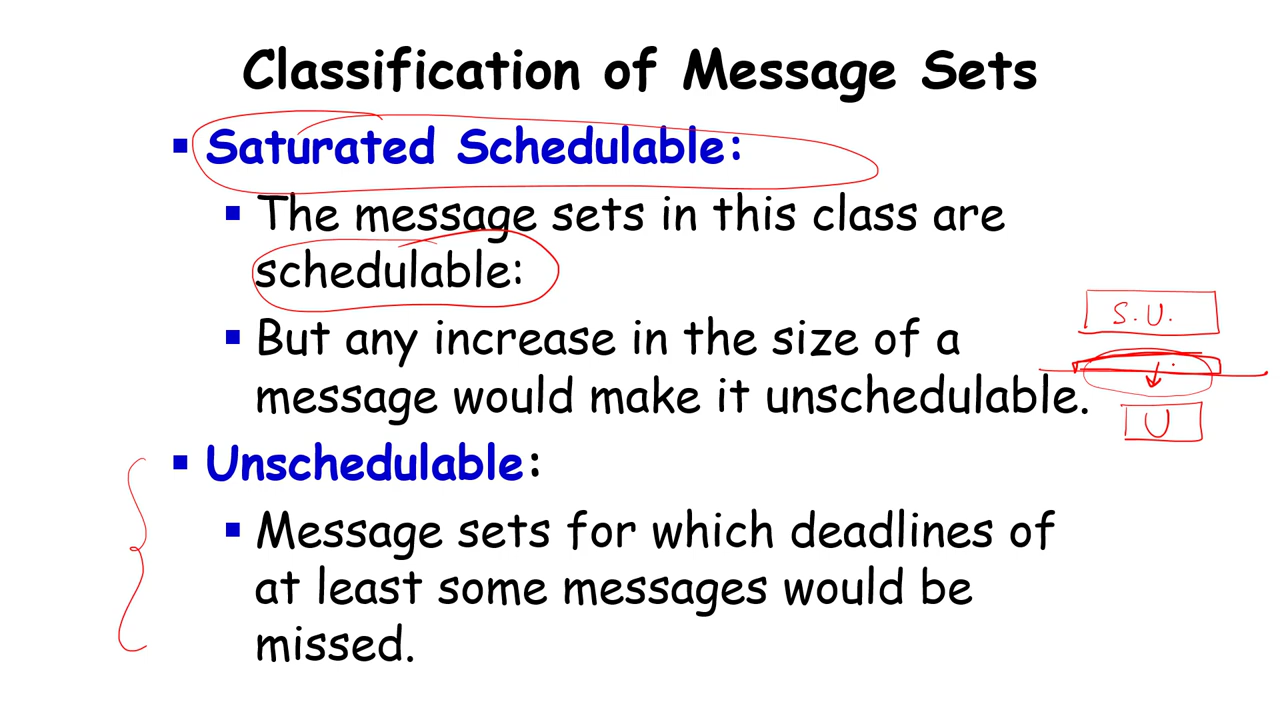 Classification of Message Sets
Saturated Schedulable:
The message sets in this class are
schedulable:
But any increase in the size of a
message would make it unschedulable.
Unschedulable:
Message sets for which deadlines of
at least some messages would be
missed.
S.U.
U